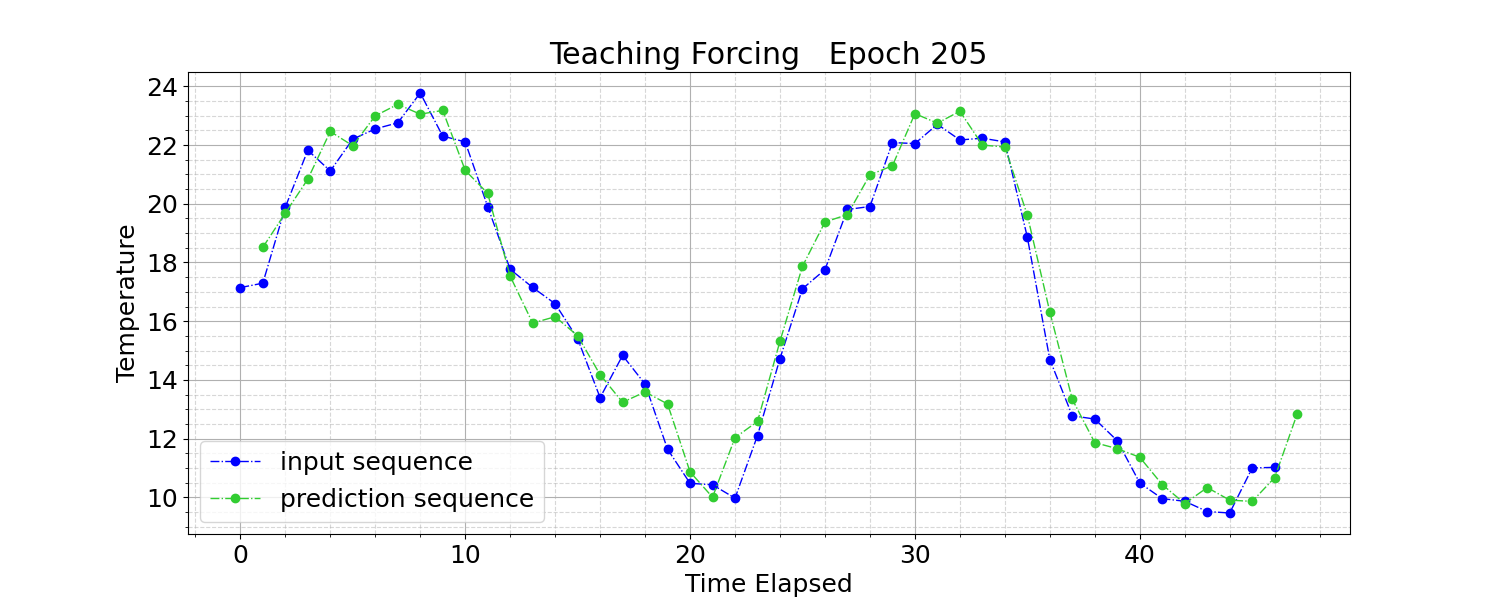 Teaching Forcing   Epoch 205
Temperature
24
22
20
18
16
14
12
10
input sequence
prediction sequence
0 10 20 30 40
Time Elapsed